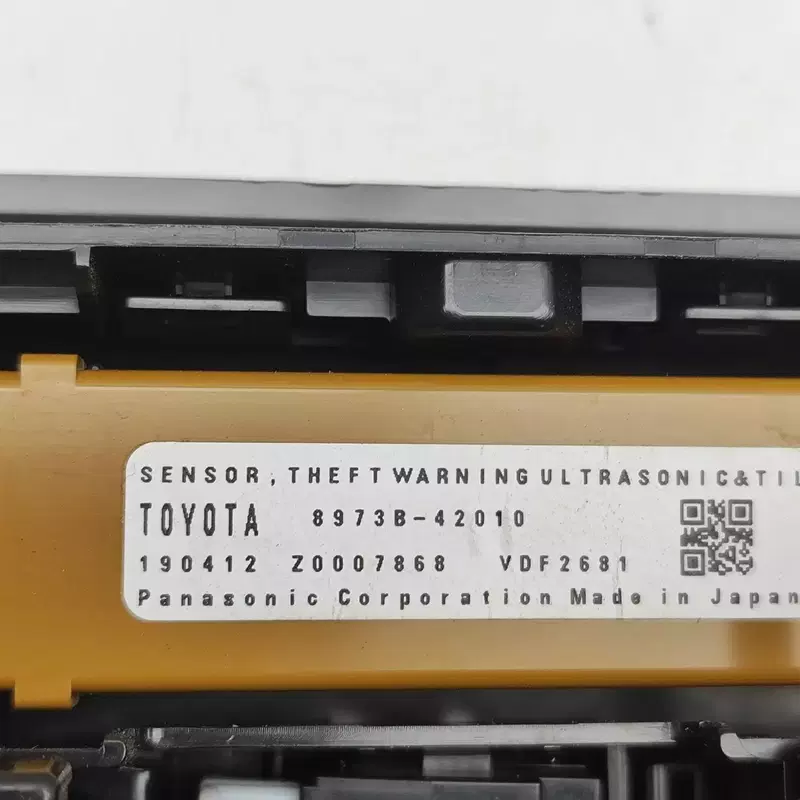 SENSOR, THEFT WARNING ULTRASONIC&TIL
TOYOTA 8973B-42010
190412 Z0007868 VDF2681
Panasonic Corporation Made in Japan